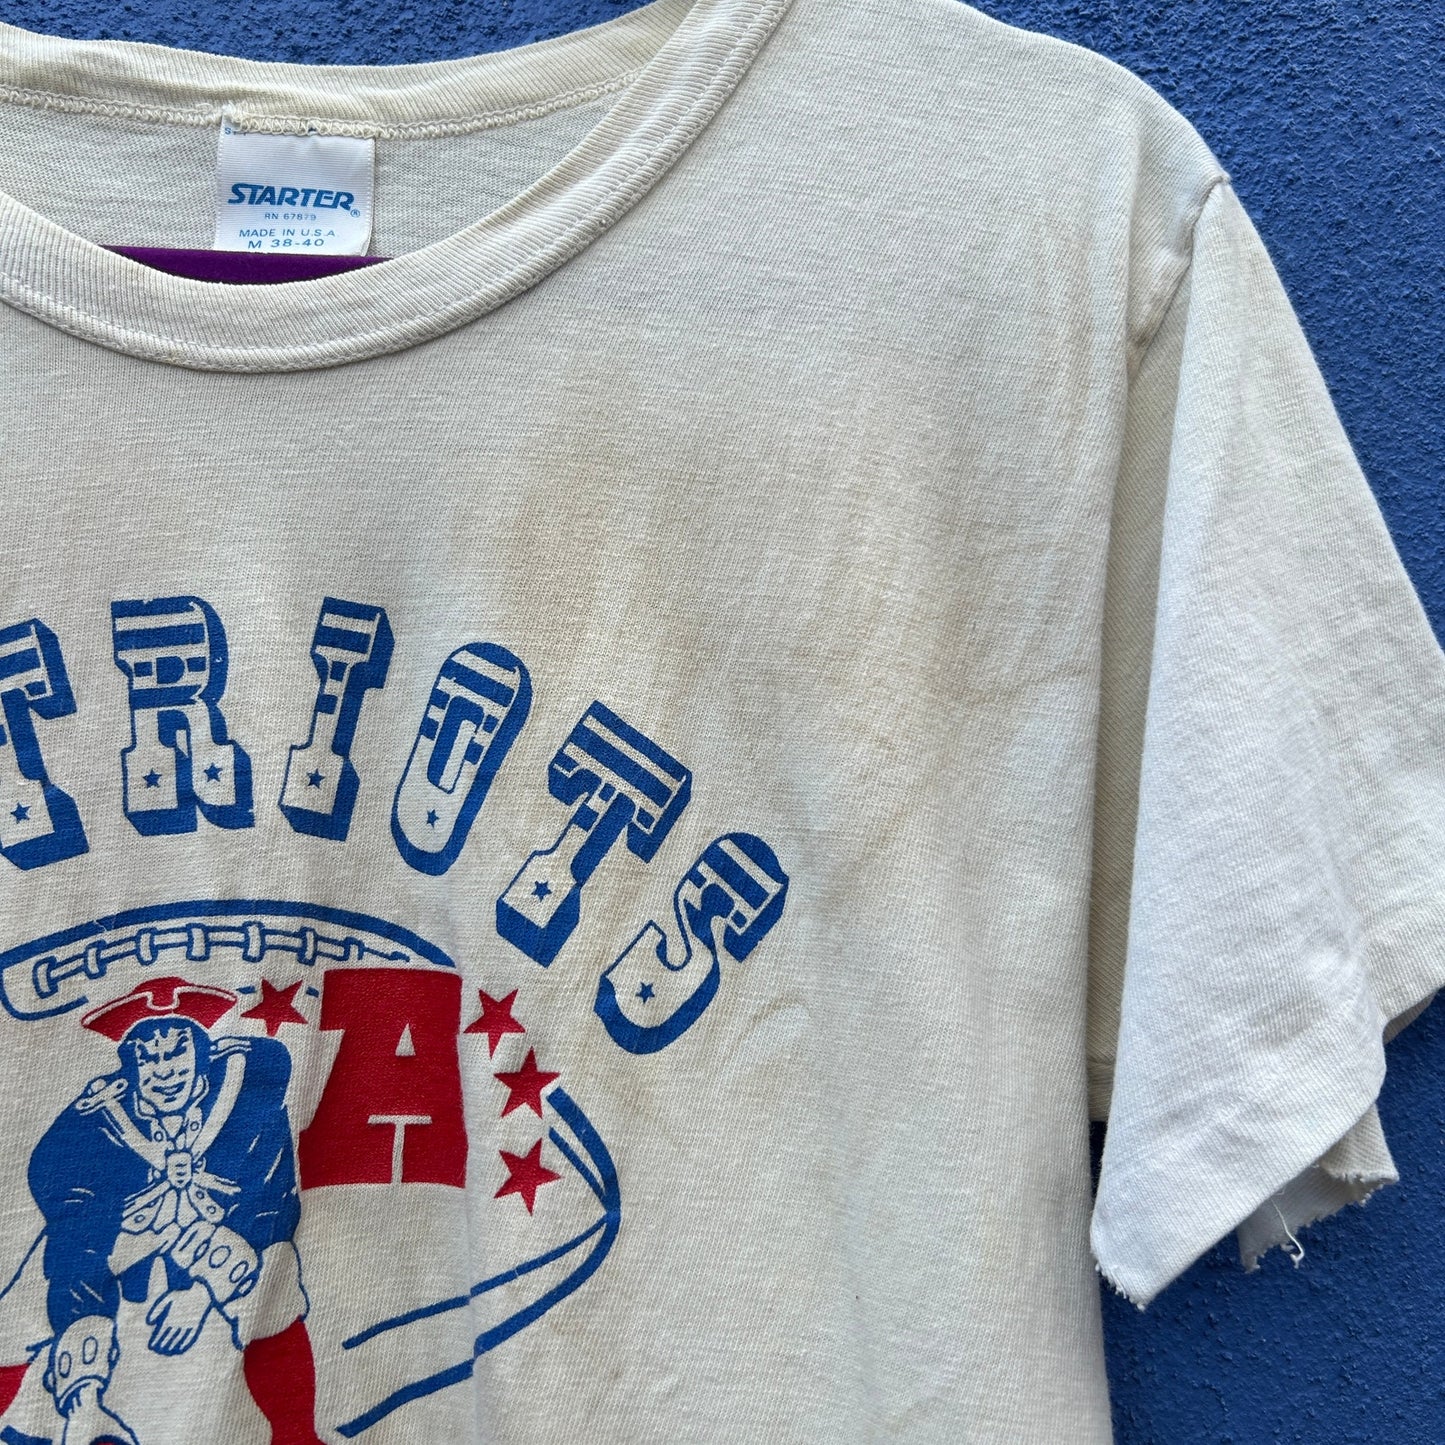 STARTER®
RN 67879
MADE IN U.S.A.
M 38-40
TRIOTS
A